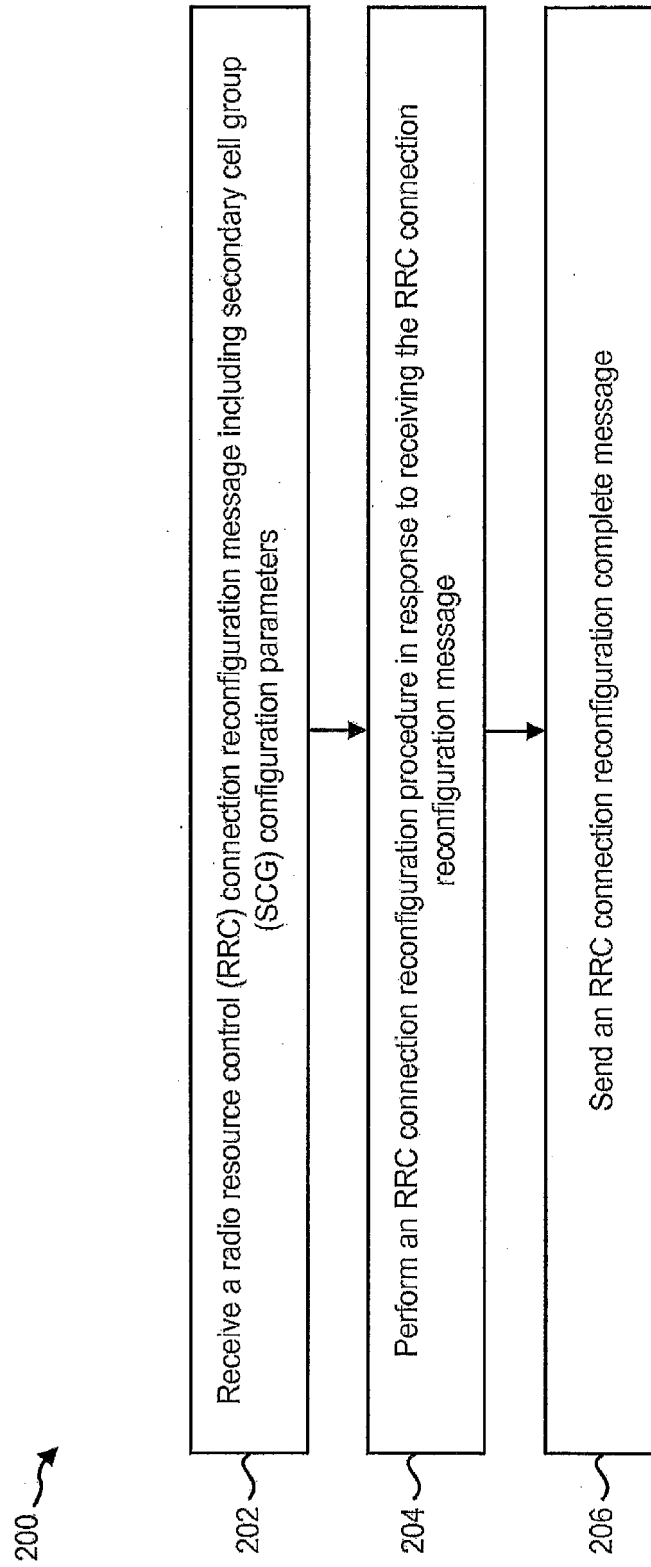 200
202
Receive a radio resource control (RRC) connection reconfiguration message including secondary cell group
(SCG) configuration parameters
204
Perform an RRC connection reconfiguration procedure in response to receiving the RRC connection
reconfiguration message
206
Send an RRC connection reconfiguration complete message